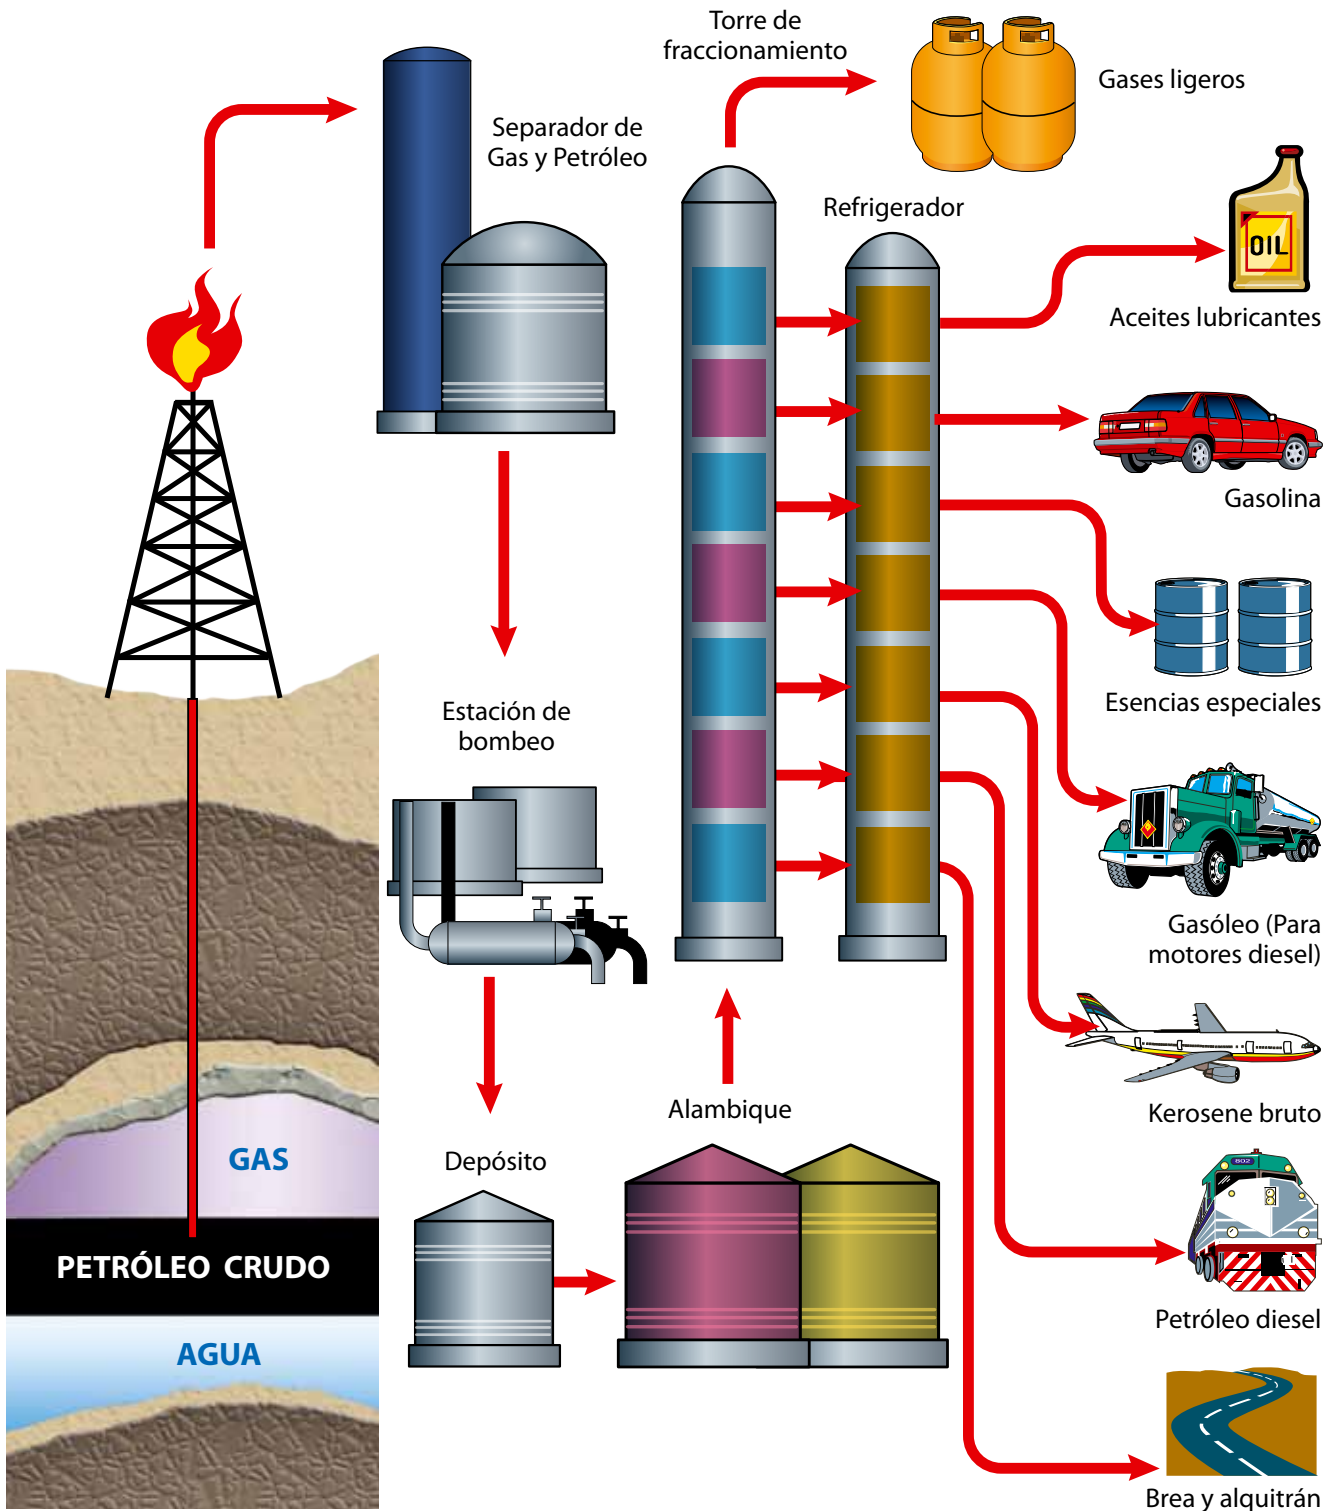 Torre de
fraccionamiento
Gases ligeros
Separador de
Gas y Petróleo
Refrigerador
OIL
Aceites lubricantes
Gasolina
Esencias especiales
Estación de
bombeo
Gasóleo (Para
motores diesel)
Kerosene bruto
Alambique
Depósito
GAS
802
PETRÓLEO CRUDO
Petróleo diesel
AGUA
Brea y alquitrán